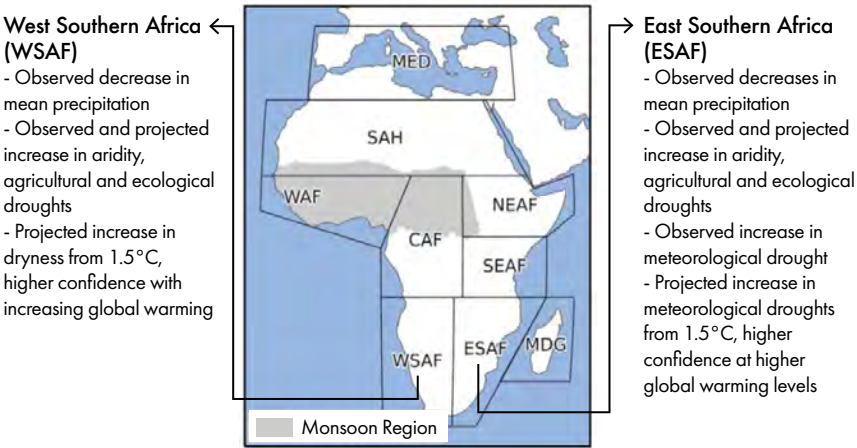 West Southern Africa
(WSAF)
- Observed decrease in
mean precipitation
- Observed and projected
increase in aridity,
agricultural and ecological
droughts
- Projected increase in
dryness from 1.5°C,
higher confidence with
increasing global warming
MED
SAH
WAF
NEAF
CAF
SEAF
WSAF
ESAF
MDG
Monsoon Region
East Southern Africa
(ESAF)
- Observed decreases in
mean precipitation
- Observed and projected
increase in aridity,
agricultural and ecological
droughts
- Observed increase in
meteorological drought
- Projected increase in
meteorological droughts
from 1.5°C, higher
confidence at higher
global warming levels